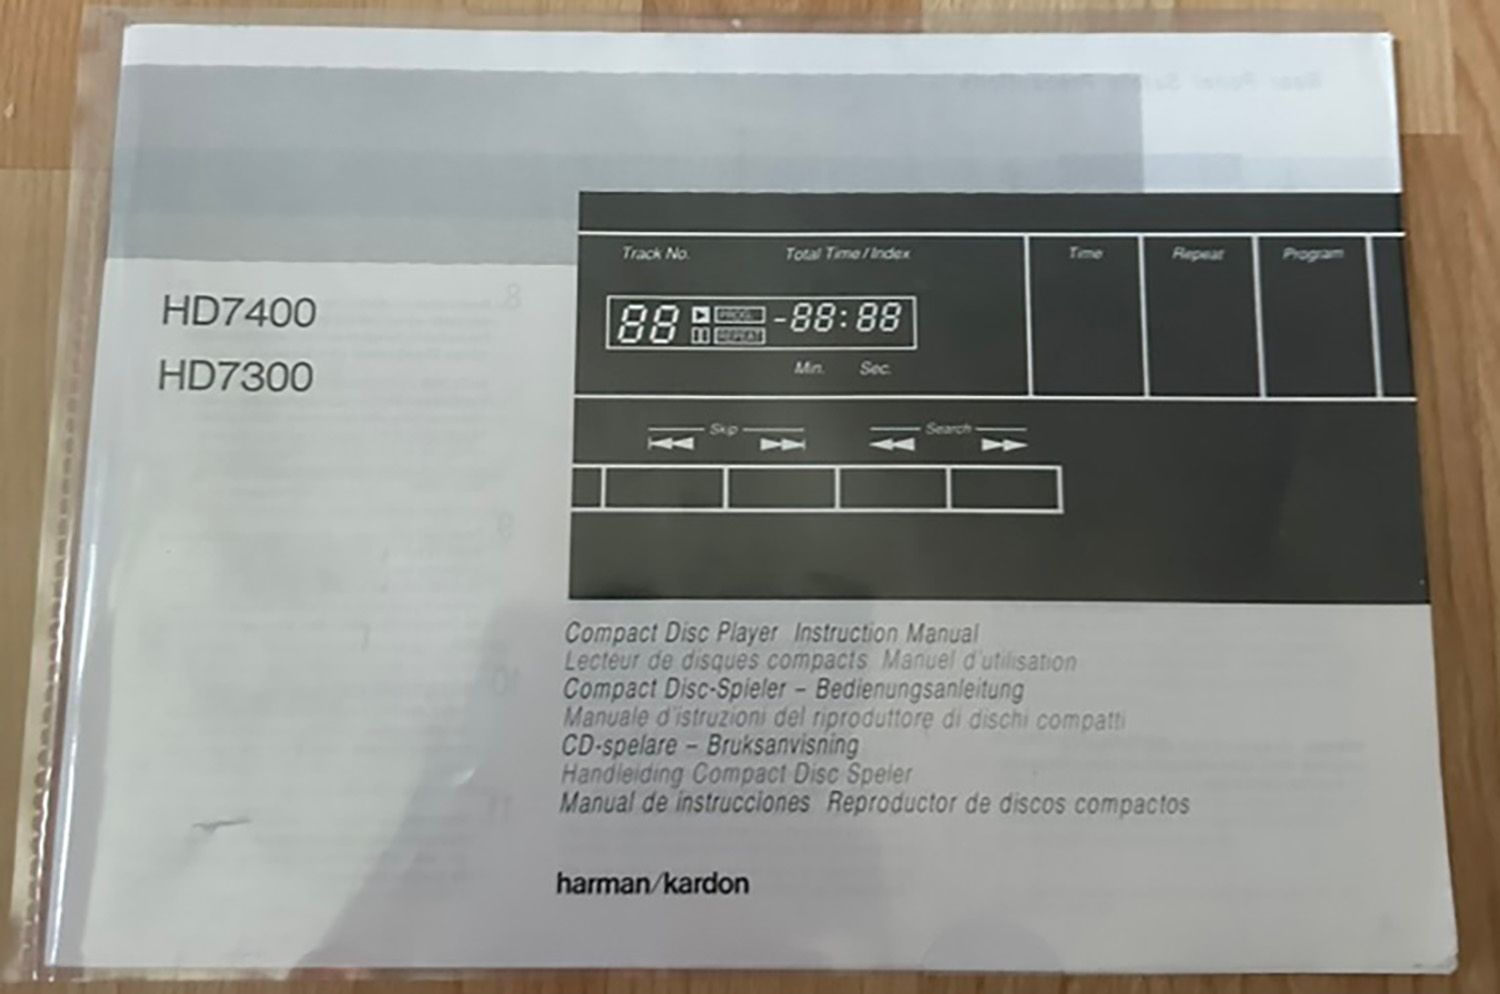 HD7400
HD7300
Track No. Total Time / Index Time Repeat Program
88 PROG. -88:88
REPEAT
Min. Sec.
Skip Search
Compact Disc Player Instruction Manual
Lecteur de disques compacts Manuel d'utilisation
Compact Disc-Spieler – Bedienungsanleitung
Manuale d'istruzioni del riproduttore di dischi compatti
CD-spelare – Bruksanvisning
Handleiding Compact Disc Speler
Manual de instrucciones Reproductor de discos compactos
harman/kardon